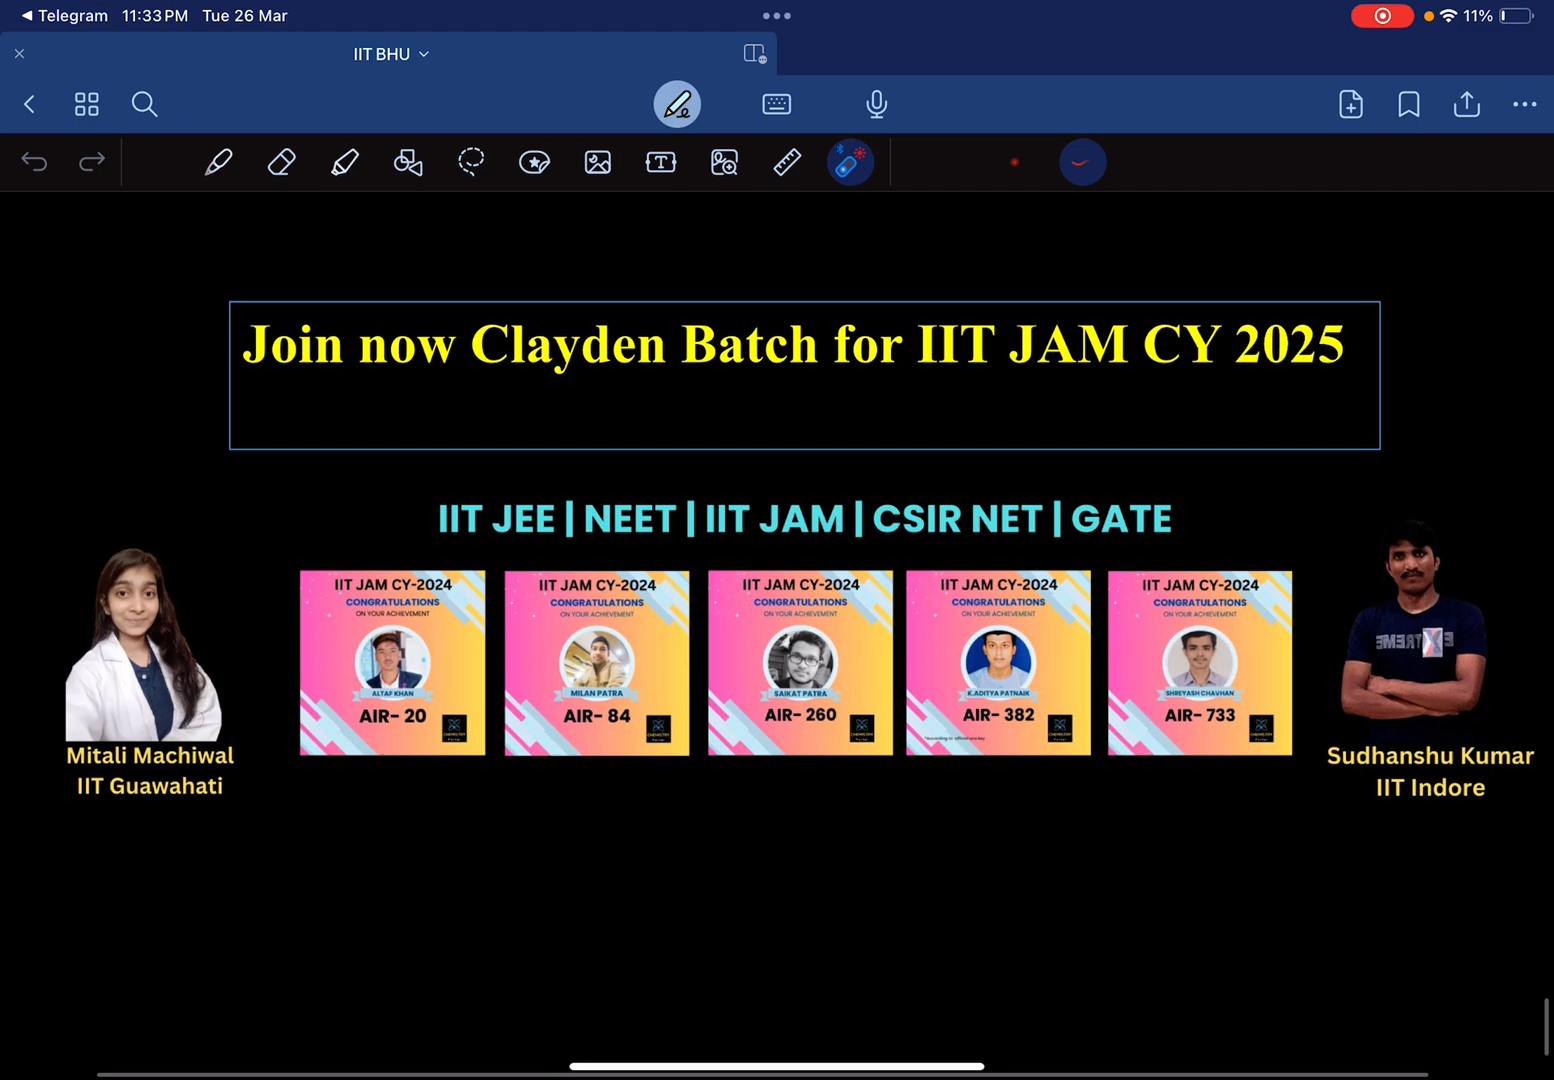 Telegram 11:33 PM Tue 26 Mar
11%
IIT BHU
Join now Clayden Batch for IIT JAM CY 2025
IIT JEE | NEET | IIT JAM | CSIR NET | GATE
IIT JAM CY-2024
CONGRATULATIONS
ON YOUR ACHIEVEMENT
ALTAF KHAN
AIR- 20
IIT JAM CY-2024
CONGRATULATIONS
ON YOUR ACHIEVEMENT
MILAN PATRA
AIR- 84
IIT JAM CY-2024
CONGRATULATIONS
ON YOUR ACHIEVEMENT
SAIKAT PATRA
AIR- 260
IIT JAM CY-2024
CONGRATULATIONS
ON YOUR ACHIEVEMENT
K.ADITYA PATNAIK
AIR- 382
IIT JAM CY-2024
CONGRATULATIONS
ON YOUR ACHIEVEMENT
SHREYASH CHAVHAN
AIR- 733
Mitali Machiwal
IIT Guawahati
Sudhanshu Kumar
IIT Indore